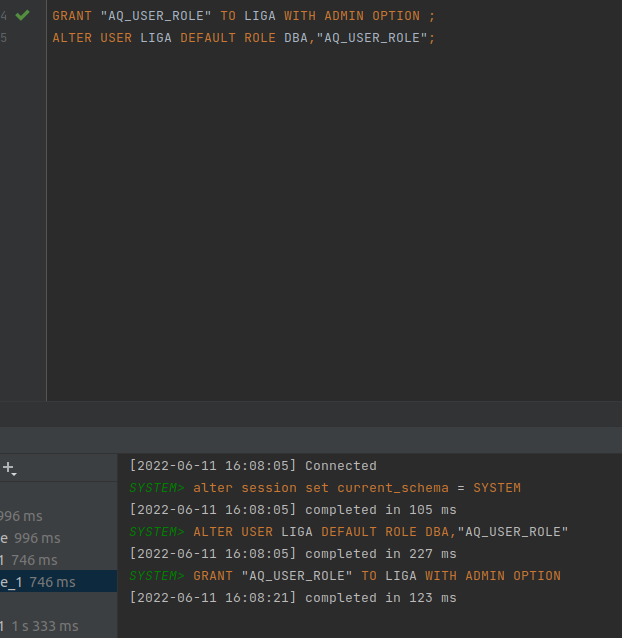 4 GRANT "AQ_USER_ROLE" TO LIGA WITH ADMIN OPTION ;
5 ALTER USER LIGA DEFAULT ROLE DBA,"AQ_USER_ROLE";
[2022-06-11 16:08:05] Connected
SYSTEM> alter session set current_schema = SYSTEM
996 ms
[2022-06-11 16:08:05] completed in 105 ms
e 996 ms
SYSTEM> ALTER USER LIGA DEFAULT ROLE DBA,"AQ_USER_ROLE"
1 746 ms
[2022-06-11 16:08:05] completed in 227 ms
e_1 746 ms
SYSTEM> GRANT "AQ_USER_ROLE" TO LIGA WITH ADMIN OPTION
[2022-06-11 16:08:21] completed in 123 ms
1 1 s 333 ms